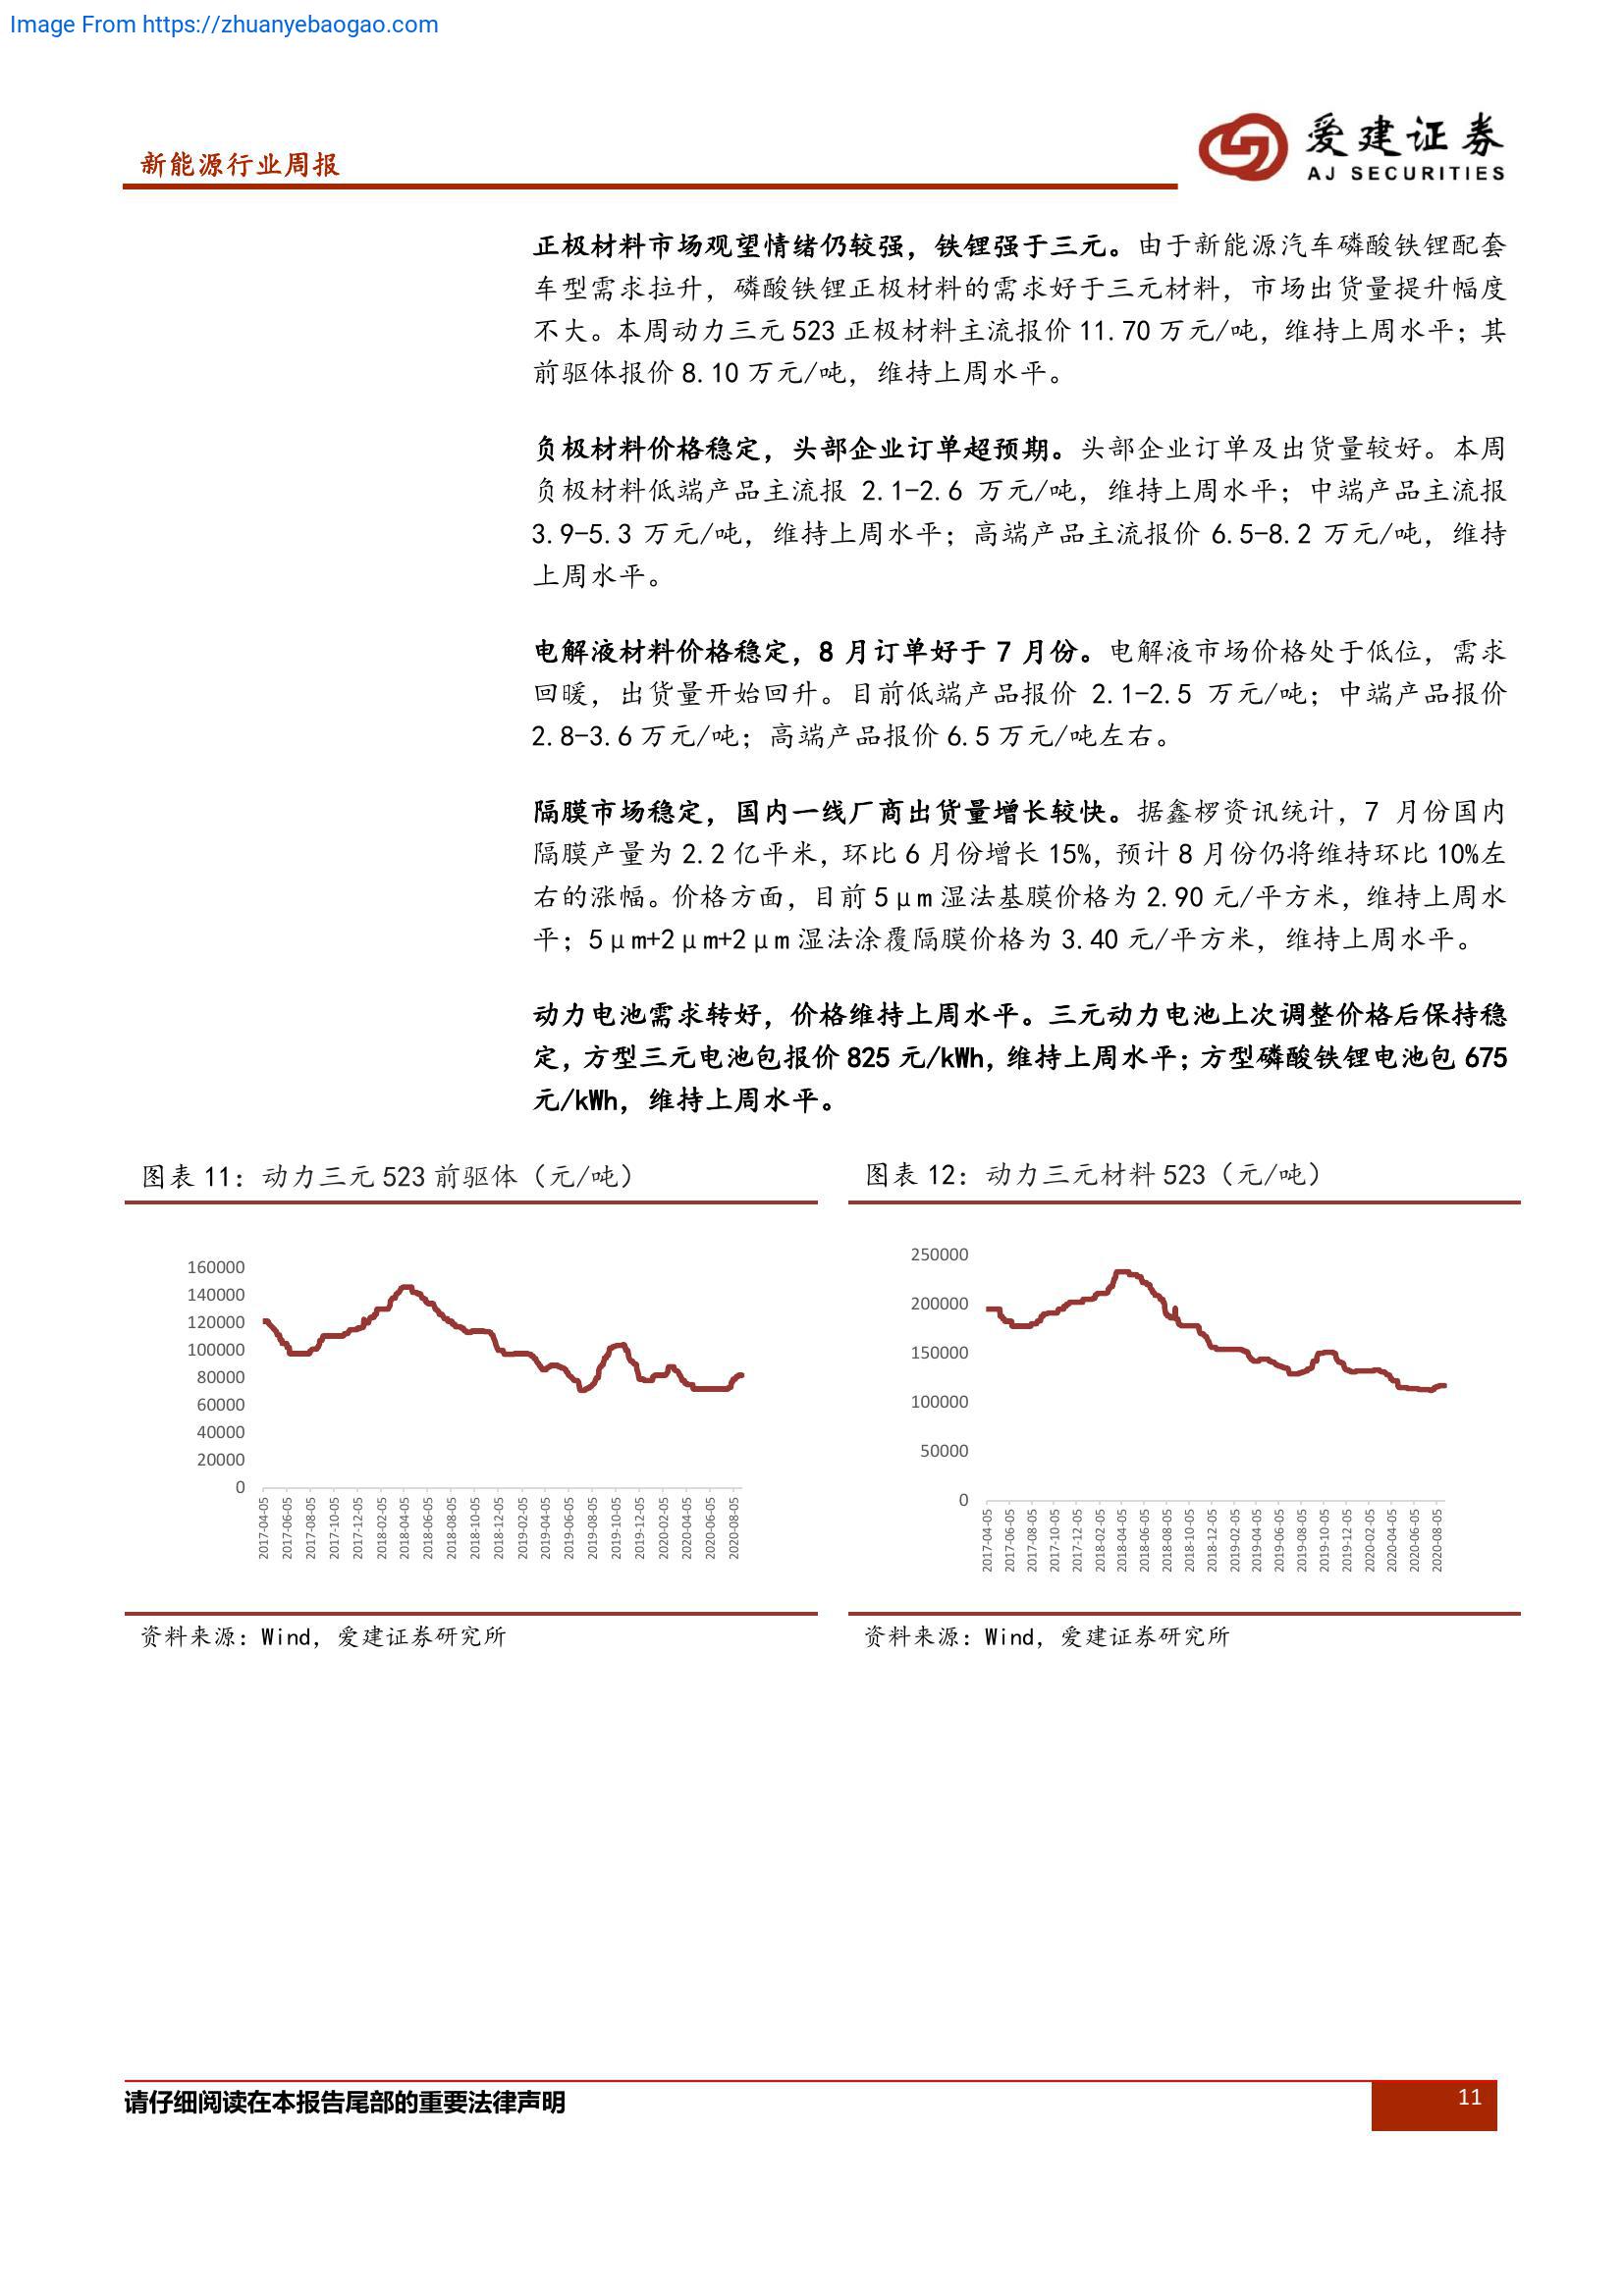 Image From https://zhuanyebaogao.com
新能源行业周报
爱建证券
AJ SECURITIES
正极材料市场观望情绪仍较强，铁锂强于三元。由于新能源汽车磷酸铁锂配套
车型需求拉升，磷酸铁锂正极材料的需求好于三元材料，市场出货量提升幅度
不大。本周动力三元 523 正极材料主流报价 11.70 万元/吨，维持上周水平；其
前驱体报价 8.10 万元/吨，维持上周水平。
负极材料价格稳定，头部企业订单超预期。头部企业订单及出货量较好。本周
负极材料低端产品主流报 2.1-2.6 万元/吨，维持上周水平；中端产品主流报
3.9-5.3 万元/吨，维持上周水平；高端产品主流报价 6.5-8.2 万元/吨，维持
上周水平。
电解液材料价格稳定，8 月订单好于 7 月份。电解液市场价格处于低位，需求
回暖，出货量开始回升。目前低端产品报价 2.1-2.5 万元/吨；中端产品报价
2.8-3.6 万元/吨；高端产品报价 6.5 万元/吨左右。
隔膜市场稳定，国内一线厂商出货量增长较快。据鑫椤资讯统计，7 月份国内
隔膜产量为 2.2 亿平米，环比 6 月份增长 15%，预计 8 月份仍将维持环比 10%左
右的涨幅。价格方面，目前 5μm 湿法基膜价格为 2.90 元/平方米，维持上周水
平；5μm+2μm+2μm 湿法涂覆隔膜价格为 3.40 元/平方米，维持上周水平。
动力电池需求转好，价格维持上周水平。三元动力电池上次调整价格后保持稳
定，方型三元电池包报价 825 元/kWh，维持上周水平；方型磷酸铁锂电池包 675
元/kWh，维持上周水平。
图表 11：动力三元 523 前驱体（元/吨）
160000
140000
120000
100000
80000
60000
40000
20000
0
2017-04-05
2017-06-05
2017-08-05
2017-10-05
2017-12-05
2018-02-05
2018-04-05
2018-06-05
2018-08-05
2018-10-05
2018-12-05
2019-02-05
2019-04-05
2019-06-05
2019-08-05
2019-10-05
2019-12-05
2020-02-05
2020-04-05
2020-06-05
2020-08-05
资料来源：Wind，爱建证券研究所
图表 12：动力三元材料 523（元/吨）
250000
200000
150000
100000
50000
0
2017-04-05
2017-06-05
2017-08-05
2017-10-05
2017-12-05
2018-02-05
2018-04-05
2018-06-05
2018-08-05
2018-10-05
2018-12-05
2019-02-05
2019-04-05
2019-06-05
2019-08-05
2019-10-05
2019-12-05
2020-02-05
2020-04-05
2020-06-05
2020-08-05
资料来源：Wind，爱建证券研究所
请仔细阅读在本报告尾部的重要法律声明
11